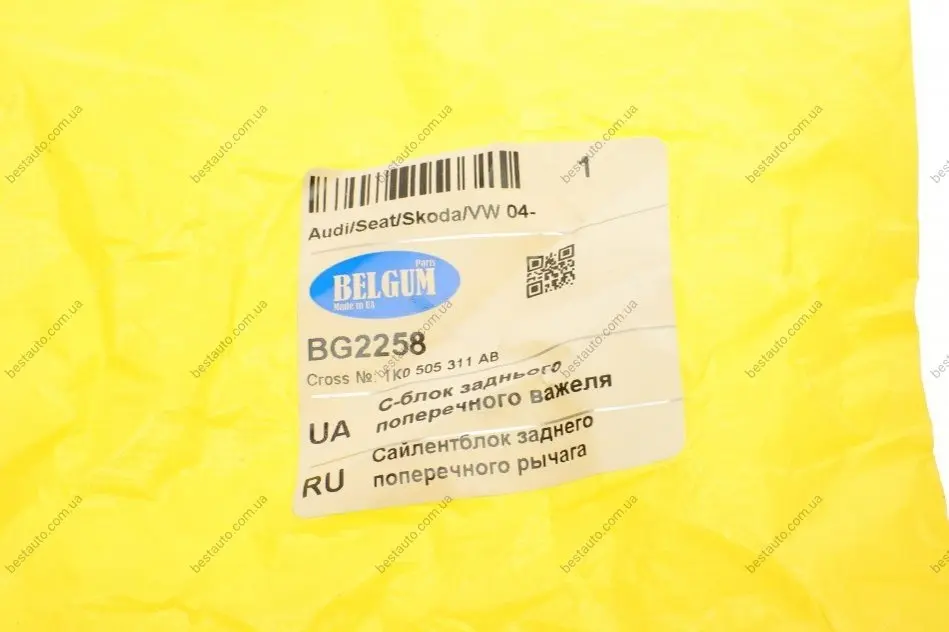 1
Audi/Seat/Skoda/VW 04-
Parts
BELGUM
Made to UA
BG2258
Cross №: 1K0 505 311 AB
UA
С-блок заднього
поперечного важеля
RU
Сайлентблок заднего
поперечного рычага
bestauto.com.ua